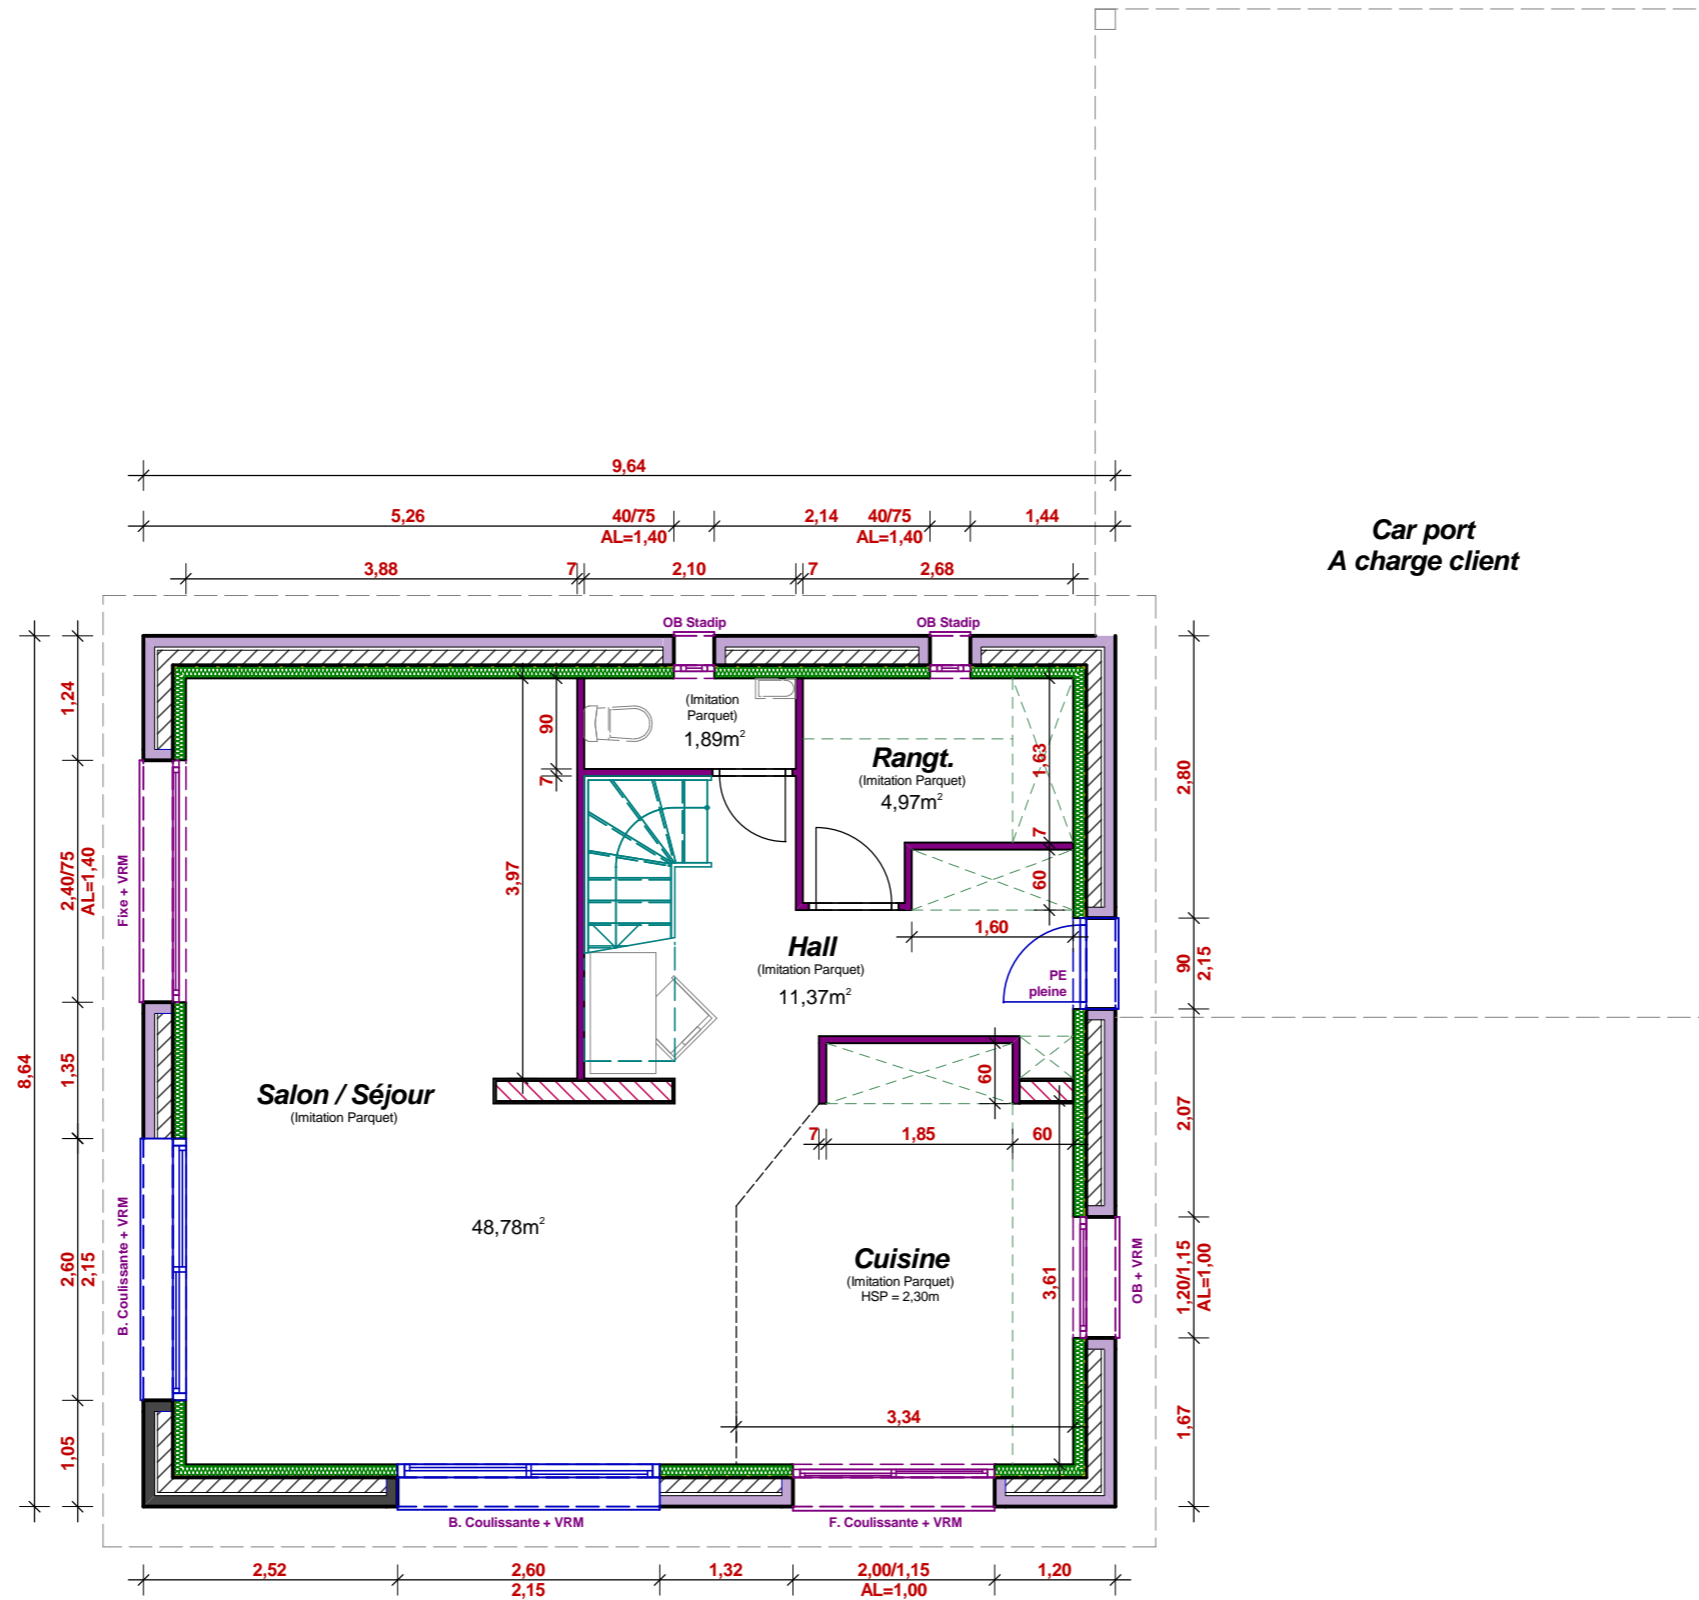 9,64
5,26
40/75
AL=1,40
2,14
40/75
AL=1,40
1,44
3,88
7
2,10
7
2,68
Car port
A charge client
OB Stadip
OB Stadip
8,64
1,24
2,40/75
AL=1,40
1,35
2,60
2,15
1,05
Fixe + VRM
B. Coulissante + VRM
90
7
3,97
(Imitation
Parquet)
1,89m²
Rangt.
(Imitation Parquet)
4,97m²
1,63
7
60
1,60
Hall
(Imitation Parquet)
11,37m²
PE
pleine
Salon / Séjour
(Imitation Parquet)
48,78m²
60
7
1,85
60
Cuisine
(Imitation Parquet)
HSP = 2,30m
3,61
3,34
2,80
90
2,15
2,07
1,20/1,15
AL=1,00
1,67
OB + VRM
B. Coulissante + VRM
F. Coulissante + VRM
2,52
2,60
2,15
1,32
2,00/1,15
AL=1,00
1,20